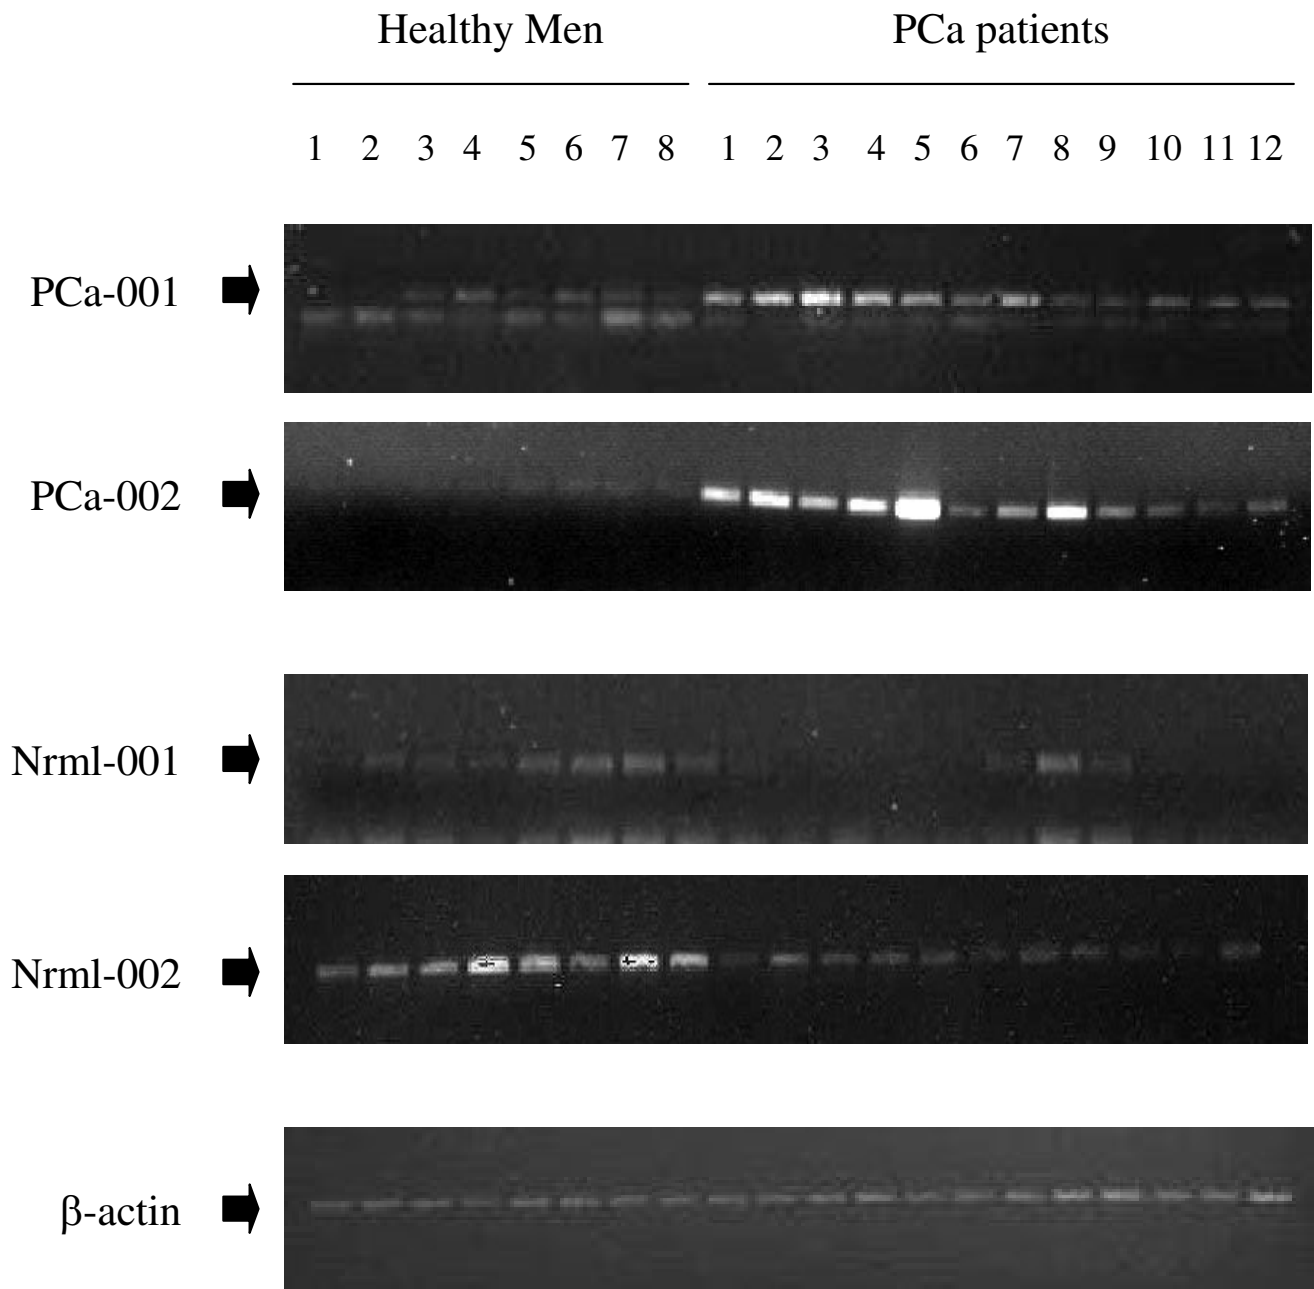 Healthy Men PCa patients
1 2 3 4 5 6 7 8 1 2 3 4 5 6 7 8 9 10 11 12
PCa-001
PCa-002
Nrml-001
Nrml-002
β-actin